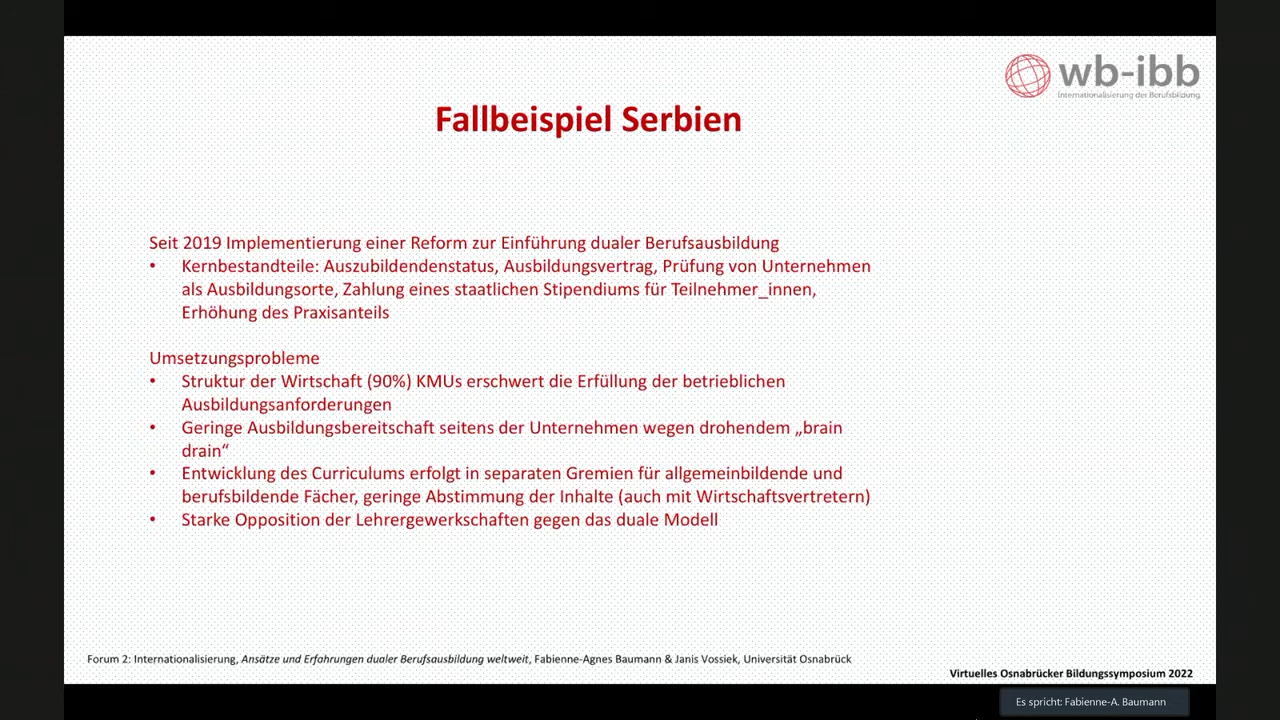 wb-ibb
Internationalisierung der Berufsbildung
Fallbeispiel Serbien
Seit 2019 Implementierung einer Reform zur Einführung dualer Berufsausbildung
• Kernbestandteile: Auszubildendenstatus, Ausbildungsvertrag, Prüfung von Unternehmen
als Ausbildungsorte, Zahlung eines staatlichen Stipendiums für Teilnehmer_innen,
Erhöhung des Praxisanteils
Umsetzungsprobleme
• Struktur der Wirtschaft (90%) KMUs erschwert die Erfüllung der betrieblichen
Ausbildungsanforderungen
• Geringe Ausbildungsbereitschaft seitens der Unternehmen wegen drohendem „brain
drain“
• Entwicklung des Curriculums erfolgt in separaten Gremien für allgemeinbildende und
berufsbildende Fächer, geringe Abstimmung der Inhalte (auch mit Wirtschaftsvertretern)
• Starke Opposition der Lehrergewerkschaften gegen das duale Modell
Forum 2: Internationalisierung, Ansätze und Erfahrungen dualer Berufsausbildung weltweit, Fabienne-Agnes Baumann & Janis Vossiek, Universität Osnabrück
Virtuelles Osnabrücker Bildungssymposium 2022
Es spricht: Fabienne-A. Baumann